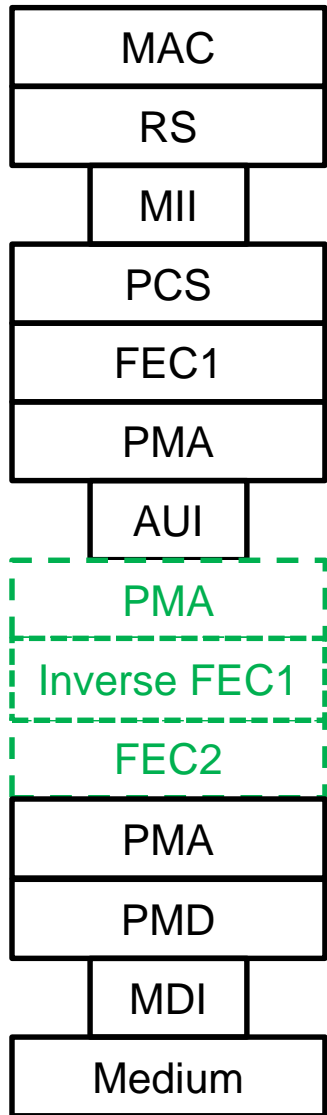 MAC
RS
MII
PCS
FEC1
PMA
AUI
PMA
Inverse FEC1
FEC2
PMA
PMD
MDI
Medium